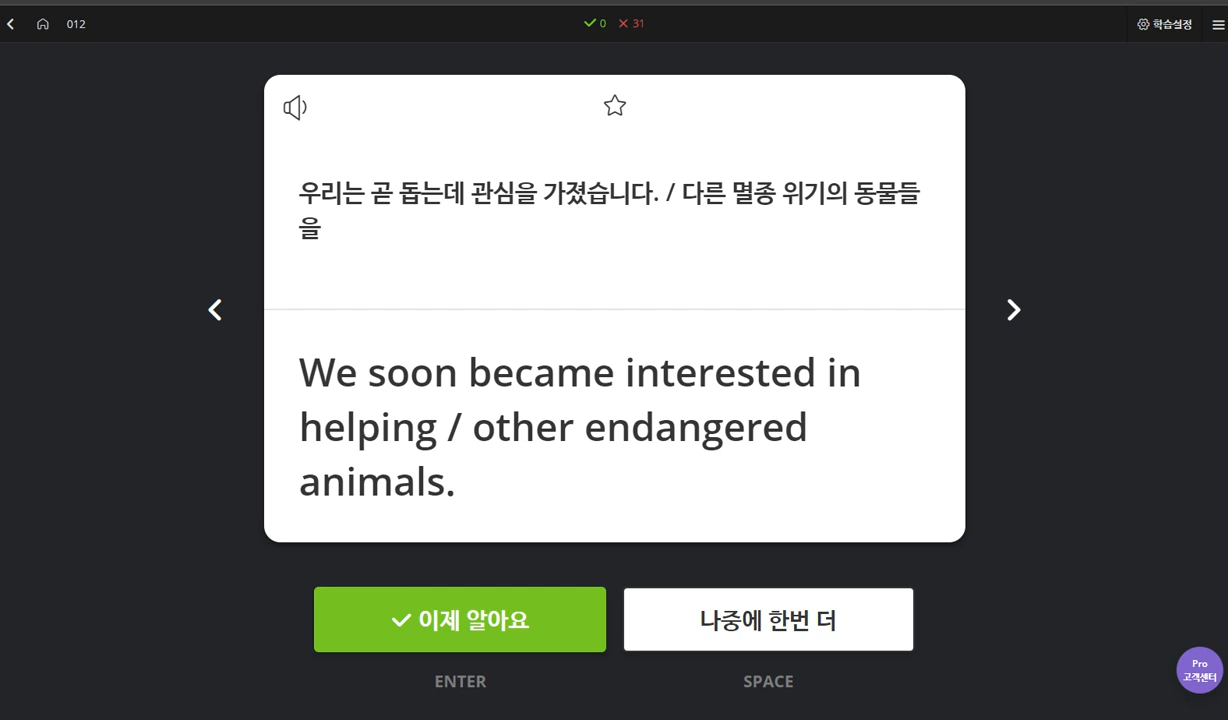 012
0
31
학습설정
우리는 곧 돕는데 관심을 가졌습니다. / 다른 멸종 위기의 동물들
을
We soon became interested in
helping / other endangered
animals.
이제 알아요
나중에 한번 더
ENTER
SPACE
Pro
고객센터